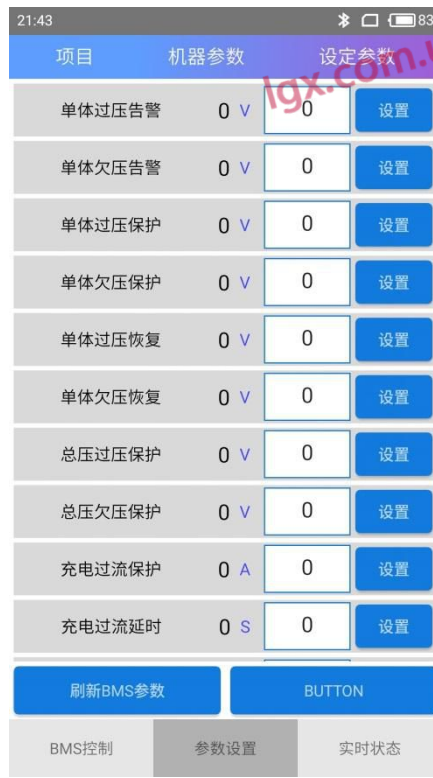 21:43 83
项目 机器参数 设定参数
lgx.com.u
单体过压告警 0 V 0 设置
单体欠压告警 0 V 0 设置
单体过压保护 0 V 0 设置
单体欠压保护 0 V 0 设置
单体过压恢复 0 V 0 设置
单体欠压恢复 0 V 0 设置
总压过压保护 0 V 0 设置
总压欠压保护 0 V 0 设置
充电过流保护 0 A 0 设置
充电过流延时 0 S 0 设置
刷新BMS参数 BUTTON
BMS控制 参数设置 实时状态